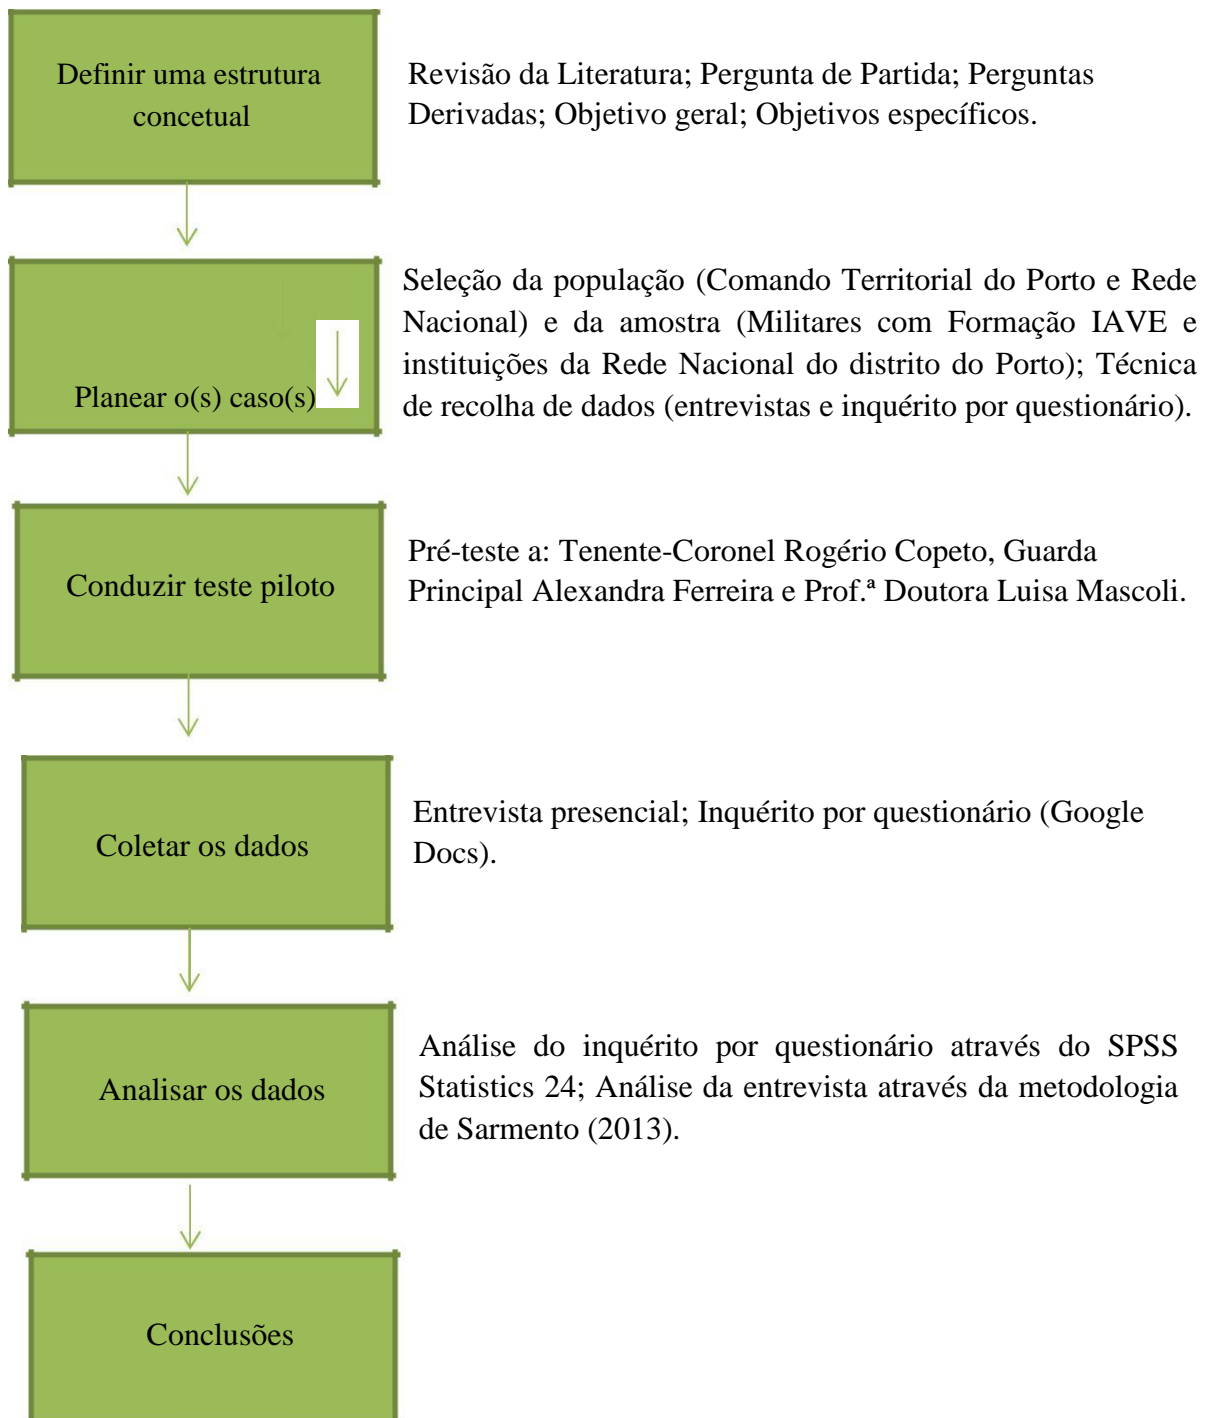 Definir uma estrutura
concetual
Revisão da Literatura; Pergunta de Partida; Perguntas
Derivadas; Objetivo geral; Objetivos específicos.
Planear o(s) caso(s)
Seleção da população (Comando Territorial do Porto e Rede
Nacional) e da amostra (Militares com Formação IAVE e
instituições da Rede Nacional do distrito do Porto); Técnica
de recolha de dados (entrevistas e inquérito por questionário).
Conduzir teste piloto
Pré-teste a: Tenente-Coronel Rogério Copeto, Guarda
Principal Alexandra Ferreira e Prof.ª Doutora Luisa Mascoli.
Coletar os dados
Entrevista presencial; Inquérito por questionário (Google
Docs).
Analisar os dados
Análise do inquérito por questionário através do SPSS
Statistics 24; Análise da entrevista através da metodologia
de Sarmento (2013).
Conclusões